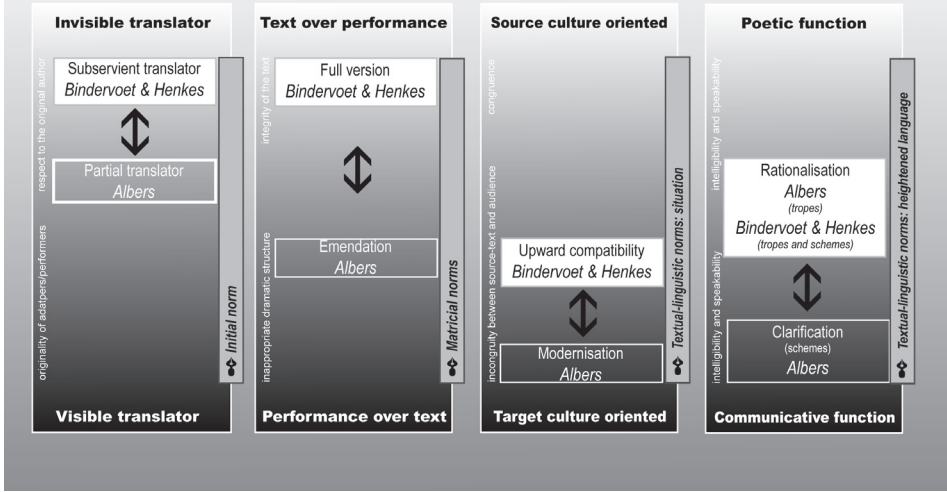 Invisible translator
respect to the original author
Subservient translator
Bindervoet & Henkes
Partial translator
Albers
originality of adatpers/performers
Initial norm
Visible translator
Text over performance
integrity of the text
Full version
Bindervoet & Henkes
Emendation
Albers
inappropriate dramatic structure
Matricial norms
Performance over text
Source culture oriented
congruence
incongruity between source-text and audience
Upward compatibility
Bindervoet & Henkes
Modernisation
Albers
Textual-linguistic norms: situation
Target culture oriented
Poetic function
intelligibility and speakability
Rationalisation
Albers
(tropes)
Bindervoet & Henkes
(tropes and schemes)
intelligibility and speakability
Clarification
(schemes)
Albers
Textual-linguistic norms: heightened language
Communicative function